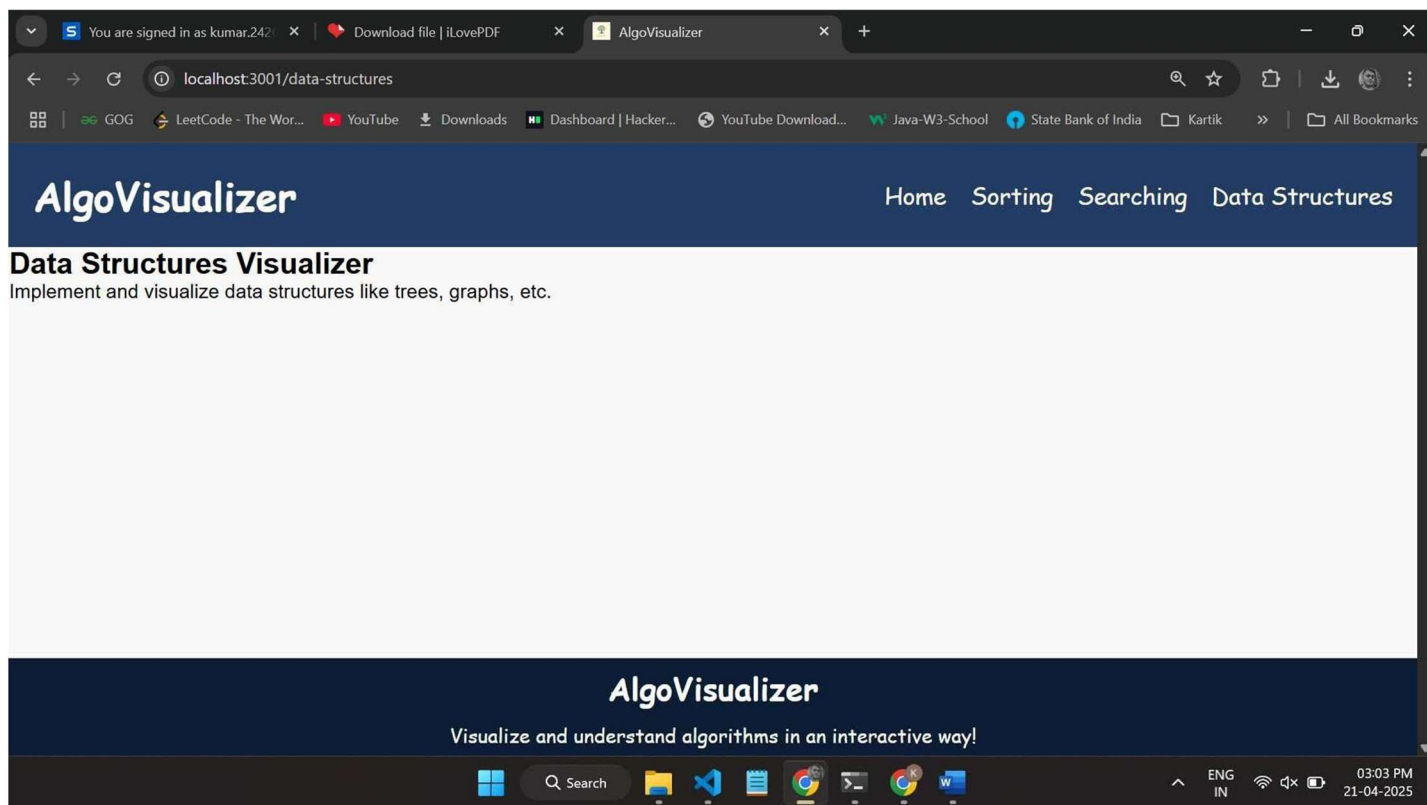 You are signed in as kumar.242
Download file | iLovePDF
AlgoVisualizer
localhost:3001/data-structures
GOG
LeetCode - The Wor...
YouTube
Downloads
Dashboard | Hacker...
YouTube Download...
Java-W3-School
State Bank of India
Kartik
All Bookmarks
AlgoVisualizer
Home Sorting Searching Data Structures
Data Structures Visualizer
Implement and visualize data structures like trees, graphs, etc.
AlgoVisualizer
Visualize and understand algorithms in an interactive way!
Search
ENG
IN
03:03 PM
21-04-2025